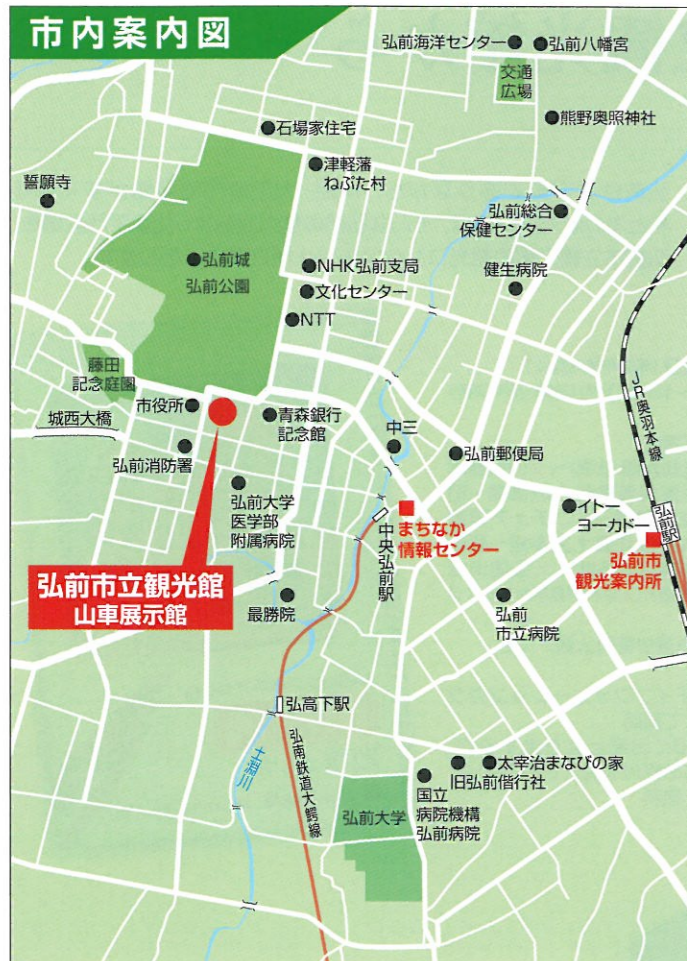 市内案内図
弘前海洋センター
弘前八幡宮
交通
広場
石場家住宅
熊野奥照神社
津軽藩
ねぷた村
誓願寺
弘前総合
保健センター
弘前城
弘前公園
NHK弘前支局
健生病院
文化センター
NTT
藤田
記念庭園
JR奥羽本線
市役所
青森銀行
記念館
城西大橋
中三
弘前消防署
弘前郵便局
弘前大学
医学部
附属病院
イトー
ヨーカドー
弘前駅
まちなか
情報センター
中央弘前駅
弘前市
観光案内所
弘前市立観光館
山車展示館
最勝院
弘前
市立病院
弘高下駅
土淵川
弘南鉄道大鰐線
太宰治まなびの家
旧弘前偕行社
国立
病院機構
弘前病院
弘前大学